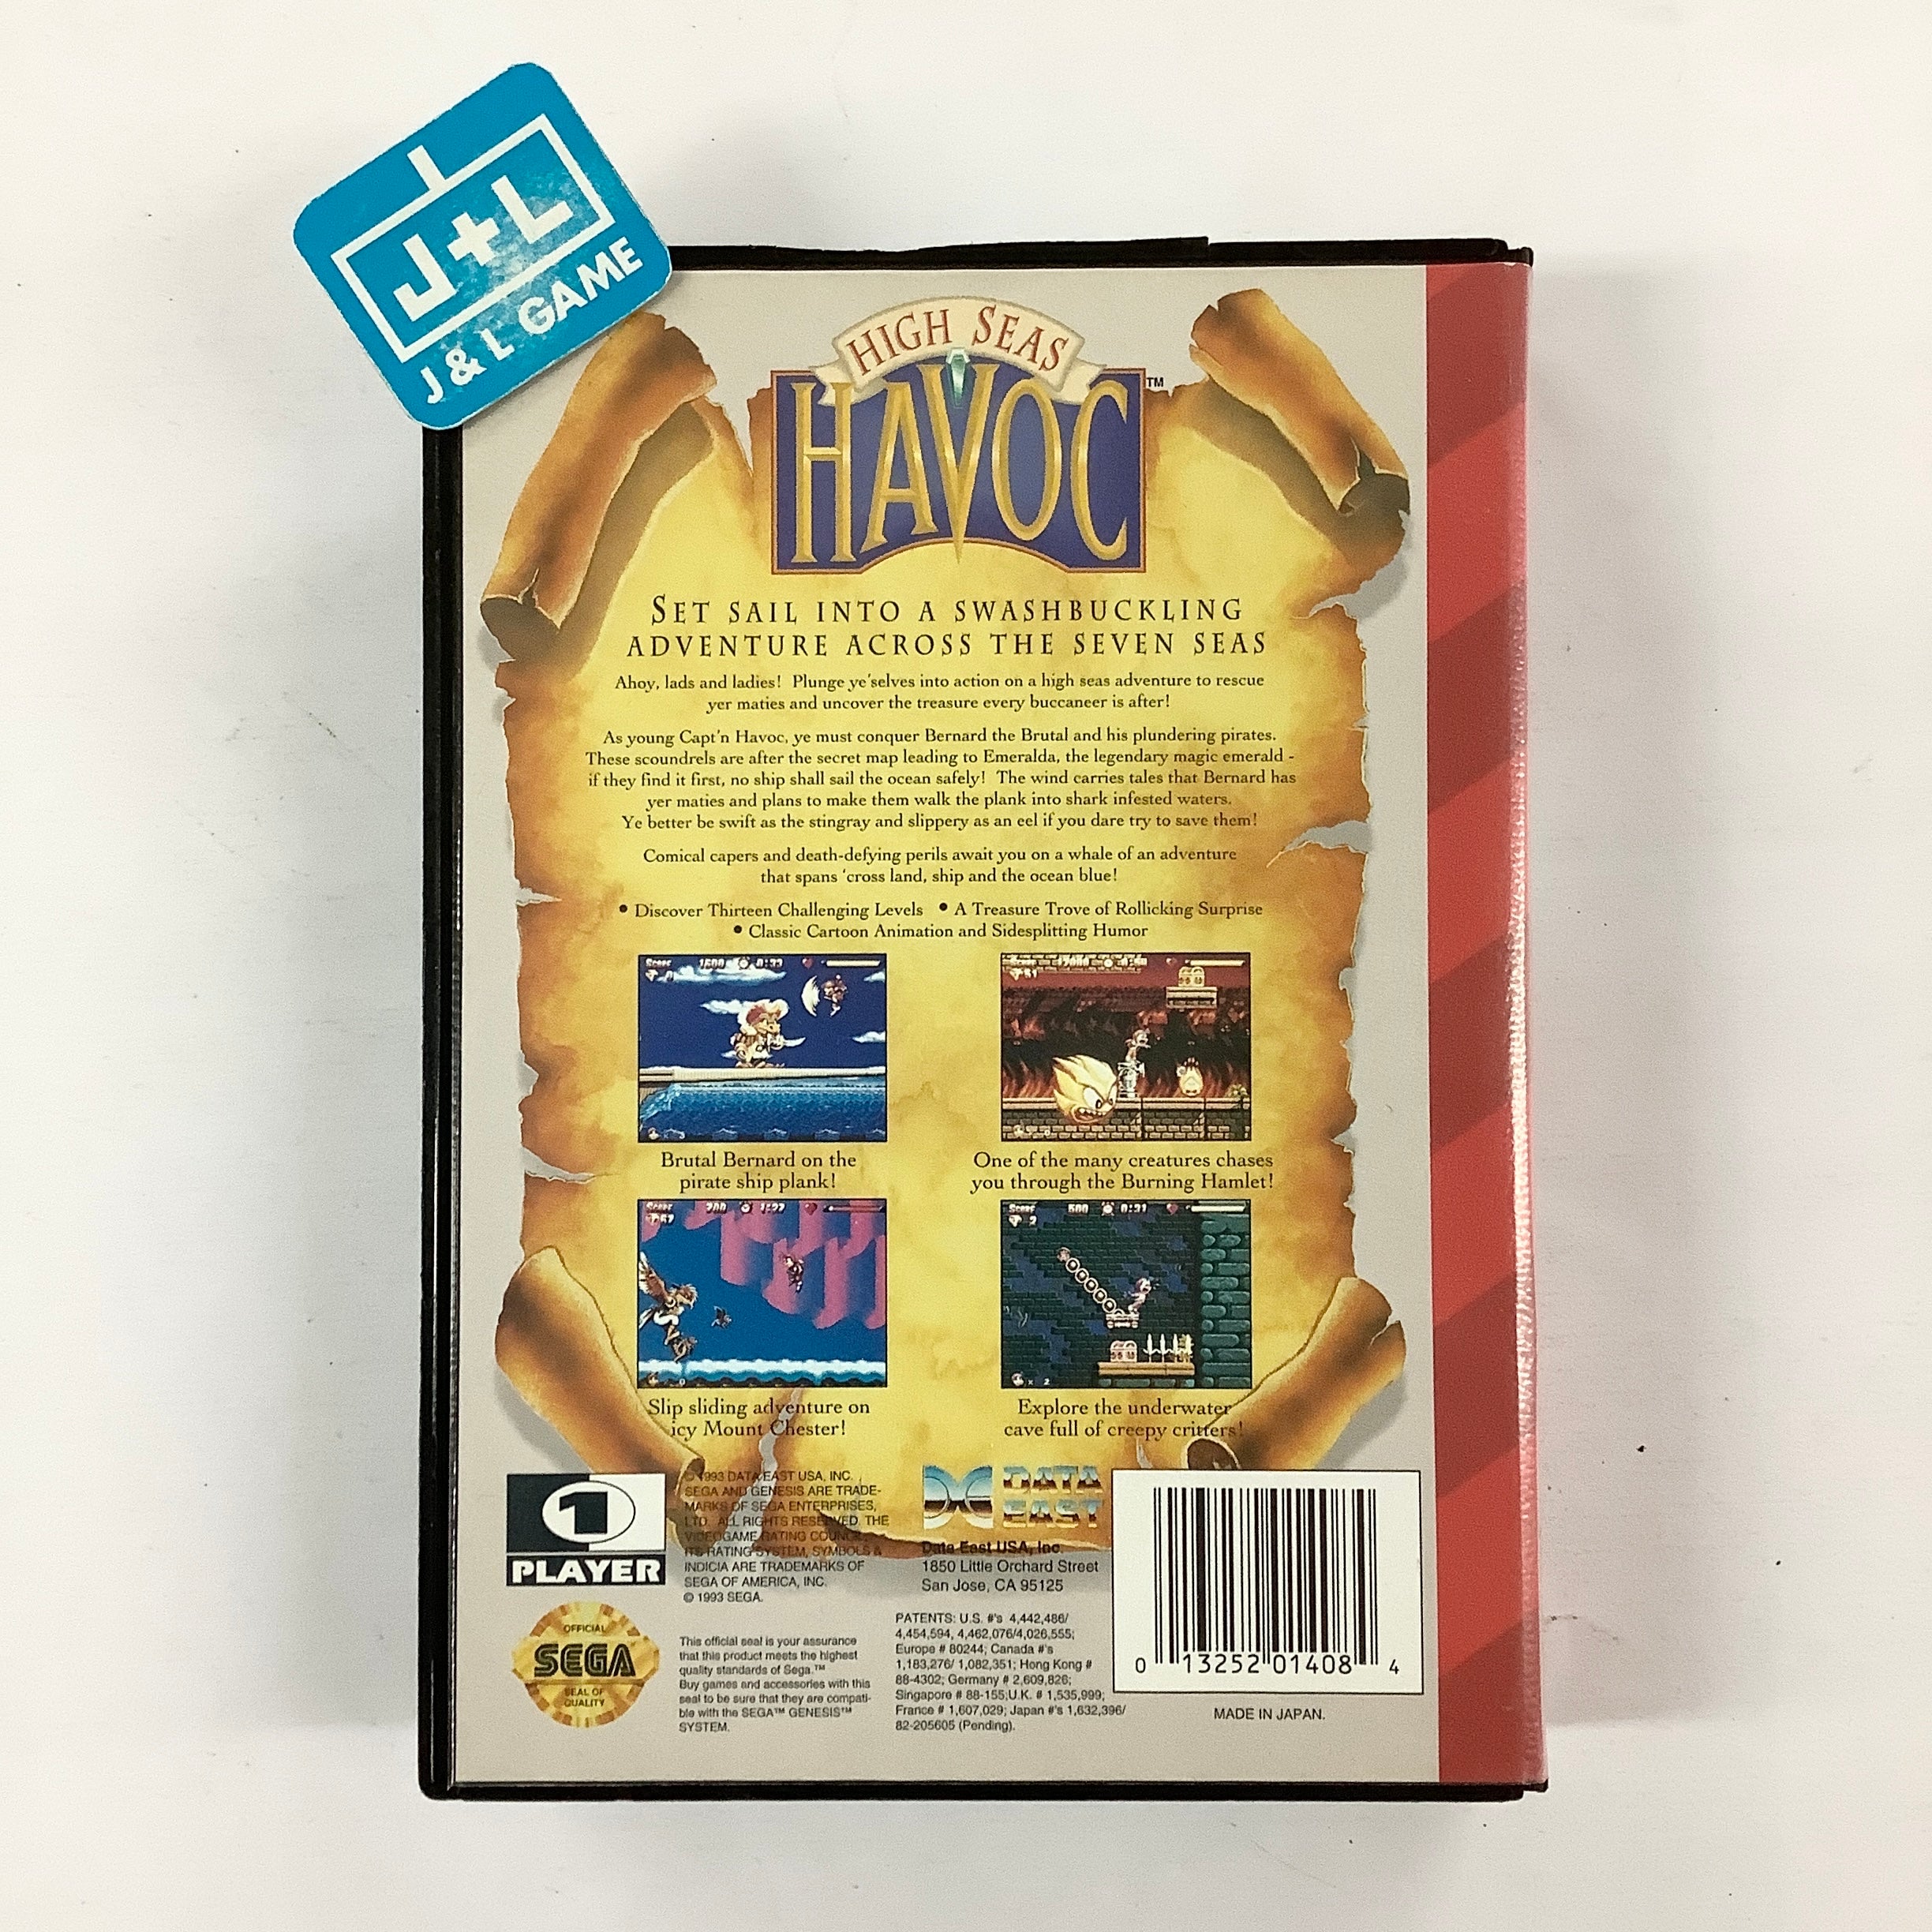 J+L
J & L GAME
HIGH SEAS
HAVOC™
SET SAIL INTO A SWASHBUCKLING
ADVENTURE ACROSS THE SEVEN SEAS
Ahoy, lads and ladies! Plunge ye'selves into action on a high seas adventure to rescue
yer maties and uncover the treasure every buccaneer is after!
As young Capt'n Havoc, ye must conquer Bernard the Brutal and his plundering pirates.
These scoundrels are after the secret map leading to Emeralda, the legendary magic emerald -
if they find it first, no ship shall sail the ocean safely! The wind carries tales that Bernard has
yer maties and plans to make them walk the plank into shark infested waters.
Ye better be swift as the stingray and slippery as an eel if you dare try to save them!
Comical capers and death-defying perils await you on a whale of an adventure
that spans 'cross land, ship and the ocean blue!
• Discover Thirteen Challenging Levels • A Treasure Trove of Rollicking Surprise
• Classic Cartoon Animation and Sidesplitting Humor
Score 1600 0:33
Score
51
Brutal Bernard on the
pirate ship plank!
One of the many creatures chases
you through the Burning Hamlet!
Score 700 1:27
Score 500 0:31
2
x 2
Slip sliding adventure on
icy Mount Chester!
Explore the underwater
cave full of creepy critters!
1
PLAYER
© 1993 DATA EAST USA, INC.
SEGA AND GENESIS ARE TRADE-
MARKS OF SEGA ENTERPRISES,
LTD. ALL RIGHTS RESERVED. THE
VIDEOGAME RATING COUNCIL,
ITS RATING SYSTEM, SYMBOLS &
INDICIA ARE TRADEMARKS OF
SEGA OF AMERICA, INC.
© 1993 SEGA.
DATA
EAST
Data East USA, Inc.
1850 Little Orchard Street
San Jose, CA 95125
OFFICIAL
SEGA
SEAL OF
QUALITY
This official seal is your assurance
that this product meets the highest
quality standards of Sega.™
Buy games and accessories with this
seal to be sure that they are compati-
ble with the SEGA™ GENESIS™
SYSTEM.
PATENTS: U.S. #'s 4,442,486/
4,454,594, 4,462,076/4,026,555;
Europe # 80244; Canada #'s
1,183,276/ 1,082,351; Hong Kong #
88-4302; Germany # 2,609,826;
Singapore # 88-155;U.K. # 1,535,999;
France # 1,607,029; Japan #'s 1,632,396/
82-205605 (Pending).
0 13252 01408 4
MADE IN JAPAN.